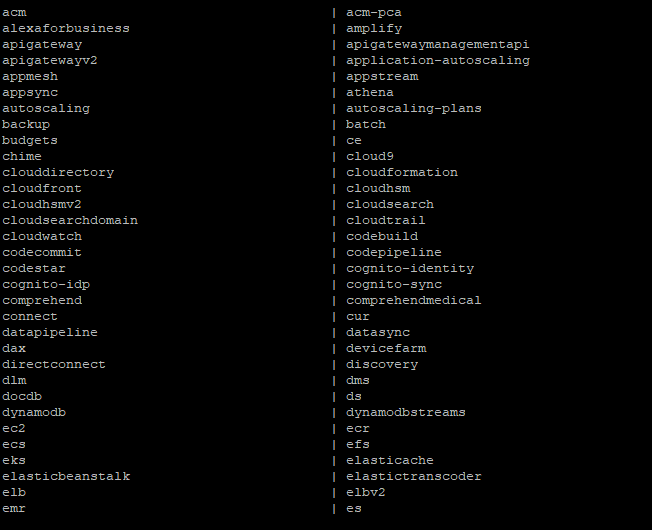 acm | acm-pca
alexaforbusiness | amplify
apigateway | apigatewaymanagementapi
apigatewayv2 | application-autoscaling
appmesh | appstream
appsync | athena
autoscaling | autoscaling-plans
backup | batch
budgets | ce
chime | cloud9
clouddirectory | cloudformation
cloudfront | cloudhsm
cloudhsmv2 | cloudsearch
cloudsearchdomain | cloudtrail
cloudwatch | codebuild
codecommit | codepipeline
codestar | cognito-identity
cognito-idp | cognito-sync
comprehend | comprehendmedical
connect | cur
datapipeline | datasync
dax | devicefarm
directconnect | discovery
dlm | dms
docdb | ds
dynamodb | dynamodbstreams
ec2 | ecr
ecs | efs
eks | elasticache
elasticbeanstalk | elastictranscoder
elb | elbv2
emr | es